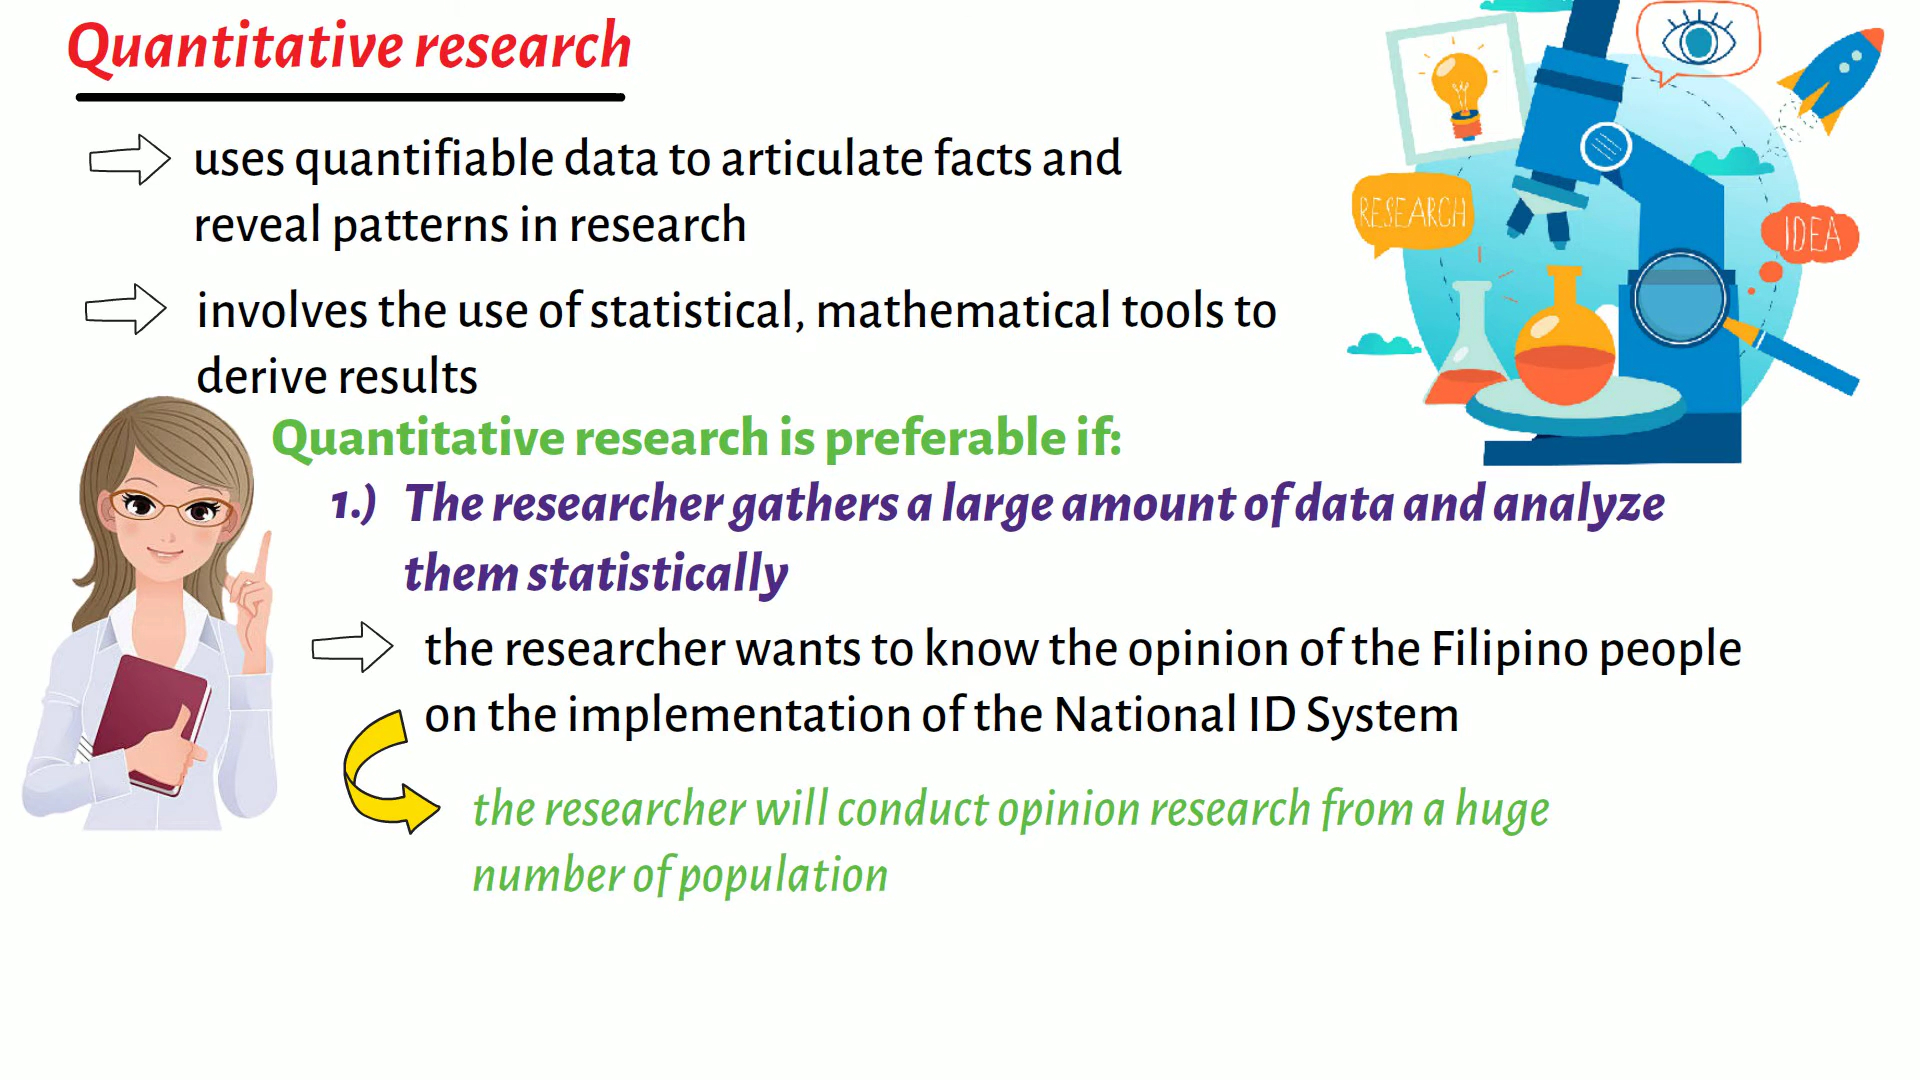 Quantitative research
uses quantifiable data to articulate facts and
reveal patterns in research
involves the use of statistical, mathematical tools to
derive results
RESEARCH
IDEA
Quantitative research is preferable if:
1.) The researcher gathers a large amount of data and analyze
them statistically
the researcher wants to know the opinion of the Filipino people
on the implementation of the National ID System
the researcher will conduct opinion research from a huge
number of population